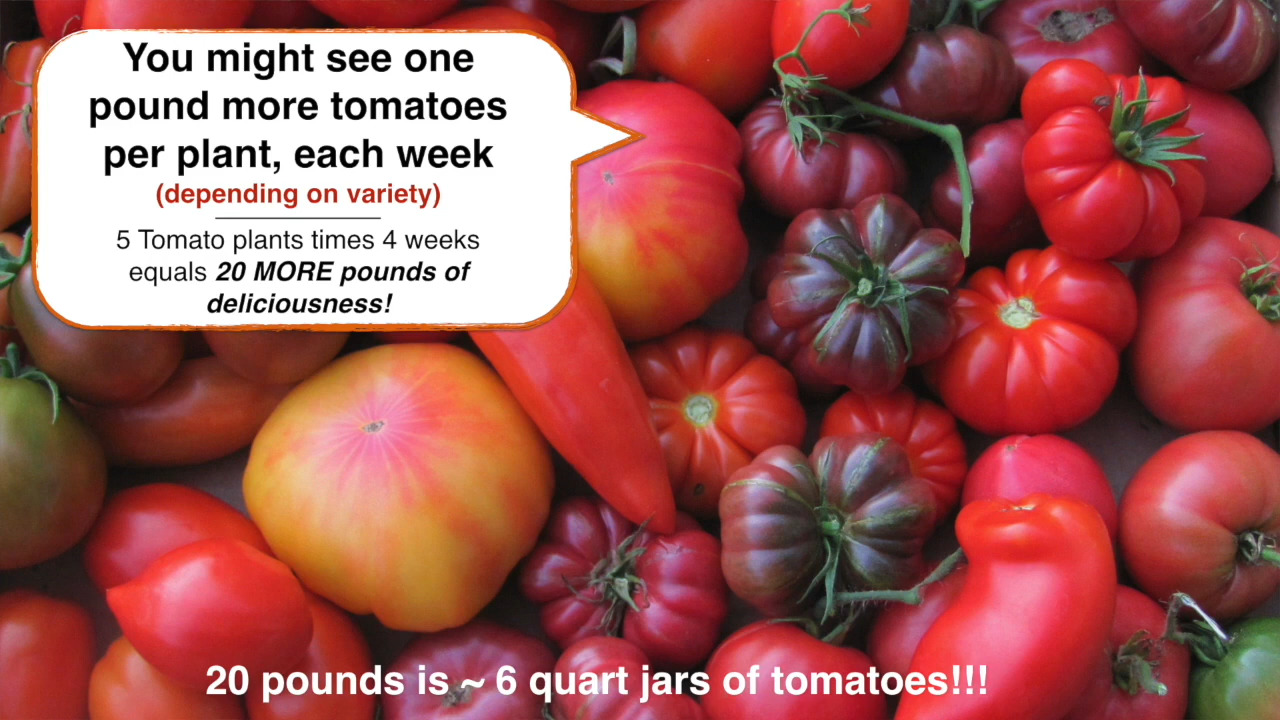 You might see one
pound more tomatoes
per plant, each week
(depending on variety)
5 Tomato plants times 4 weeks
equals 20 MORE pounds of
deliciousness!
20 pounds is ~ 6 quart jars of tomatoes!!!